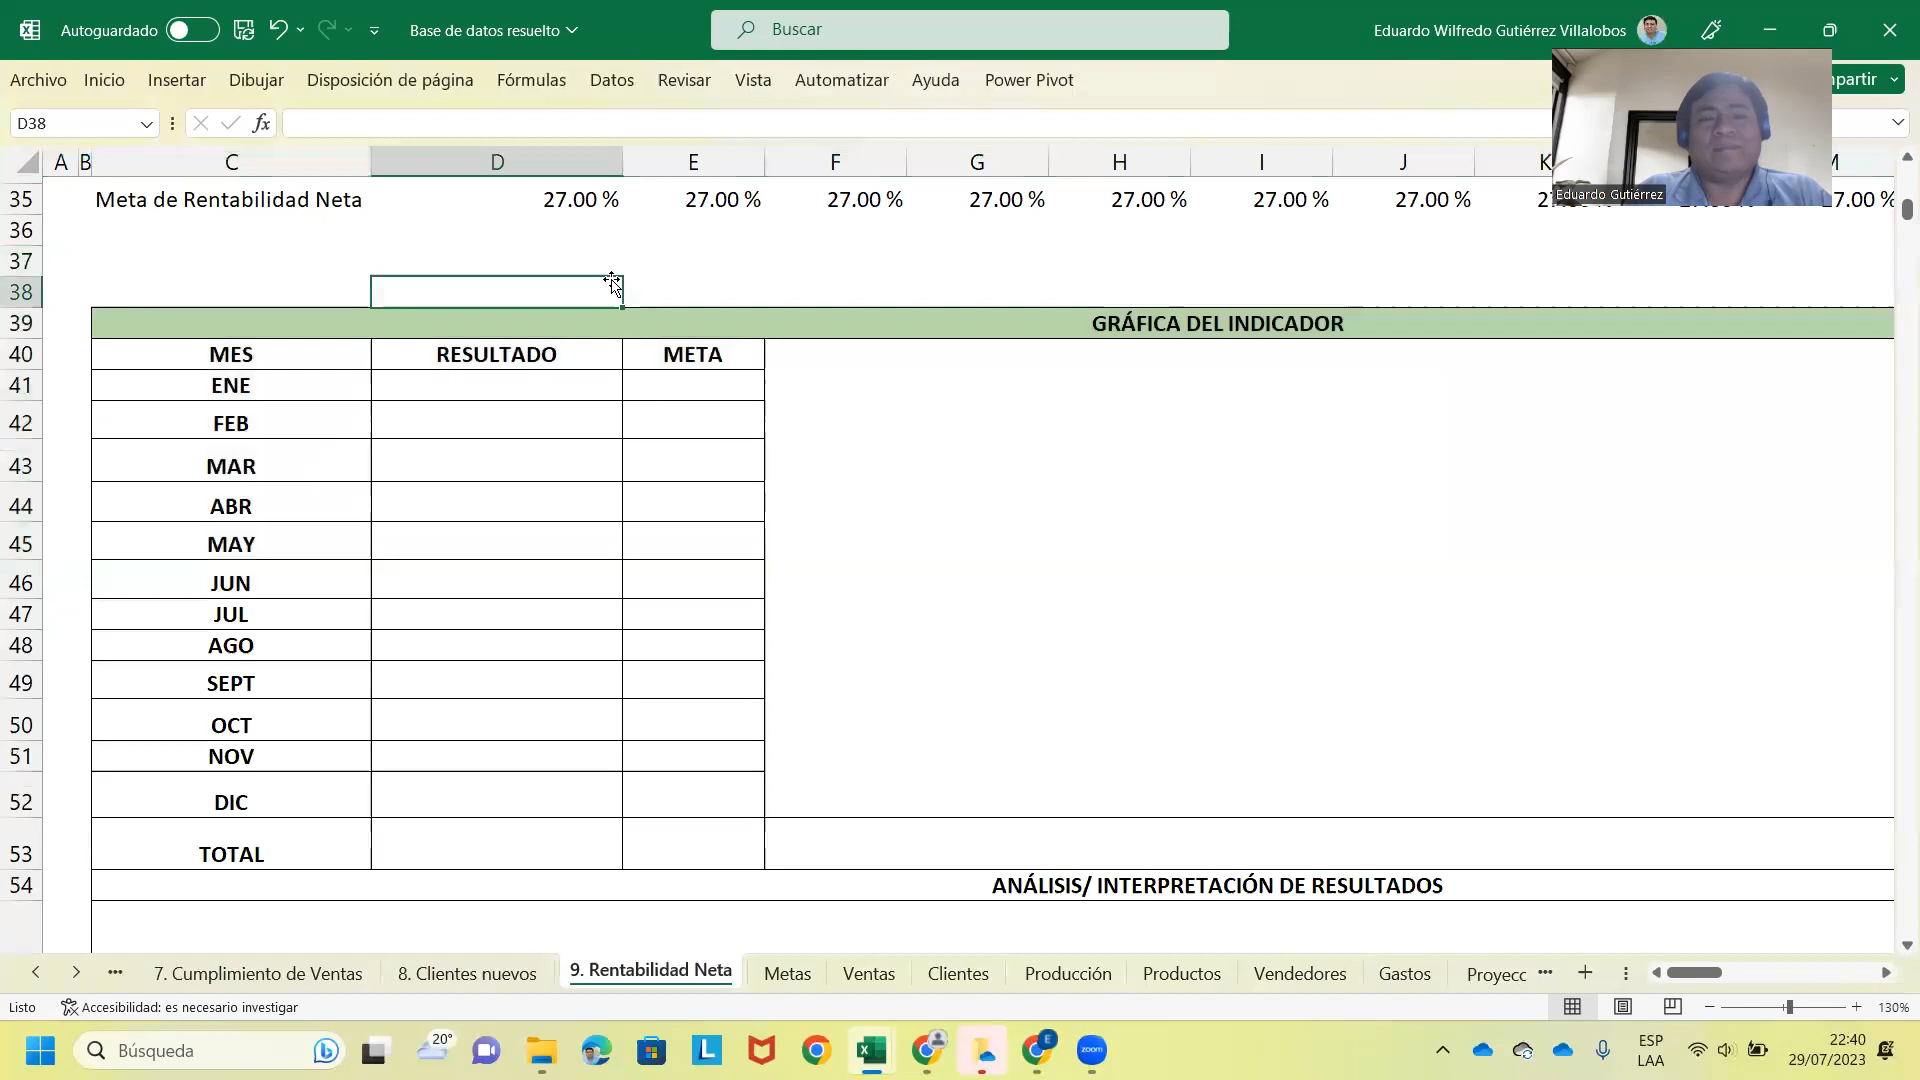 Autoguardado
Base de datos resuelto
Buscar
Eduardo Wilfredo Gutiérrez Villalobos
Archivo Inicio Insertar Dibujar Disposición de página Fórmulas Datos Revisar Vista Automatizar Ayuda Power Pivot
D38
fx
Eduardo Gutiérrez
A B C D E F G H I J K M
35 Meta de Rentabilidad Neta 27.00 % 27.00 % 27.00 % 27.00 % 27.00 % 27.00 % 27.00 %
36
37
38
39 GRÁFICA DEL INDICADOR
40 MES RESULTADO META
41 ENE
42 FEB
43 MAR
44 ABR
45 MAY
46 JUN
47 JUL
48 AGO
49 SEPT
50 OCT
51 NOV
52 DIC
53 TOTAL
54 ANÁLISIS/ INTERPRETACIÓN DE RESULTADOS
7. Cumplimiento de Ventas 8. Clientes nuevos 9. Rentabilidad Neta Metas Ventas Clientes Producción Productos Vendedores Gastos Proyecc
Listo Accesibilidad: es necesario investigar 130%
Búsqueda 20° zoom ESP 22:40
LAA 29/07/2023